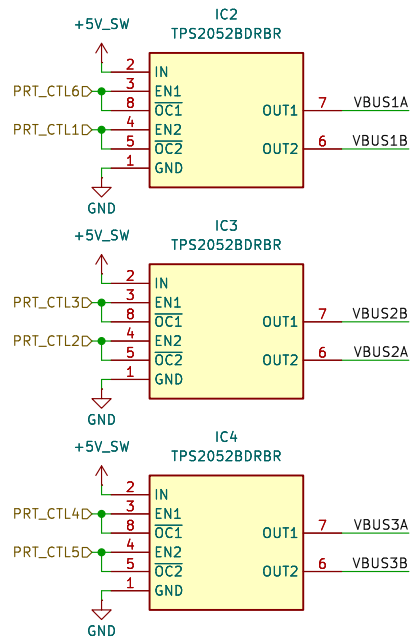 IC2
TPS2052BDRBR
+5V_SW
2 IN
PRT_CTL6 3 EN1
8 OC1 OUT1 7 VBUS1A
PRT_CTL1 4 EN2
5 OC2 OUT2 6 VBUS1B
1 GND
GND
IC3
TPS2052BDRBR
+5V_SW
2 IN
PRT_CTL3 3 EN1
8 OC1 OUT1 7 VBUS2B
PRT_CTL2 4 EN2
5 OC2 OUT2 6 VBUS2A
1 GND
GND
IC4
TPS2052BDRBR
+5V_SW
2 IN
PRT_CTL4 3 EN1
8 OC1 OUT1 7 VBUS3A
PRT_CTL5 4 EN2
5 OC2 OUT2 6 VBUS3B
1 GND
GND